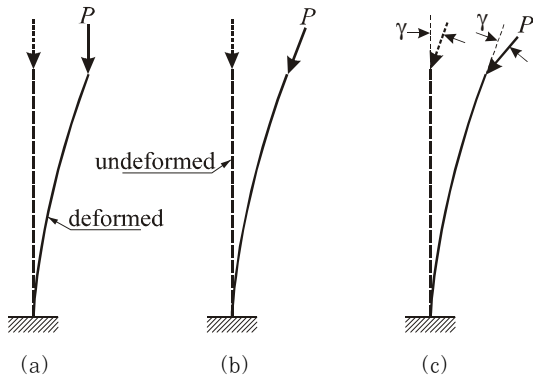 P
P
γ
γ
P
undeformed
deformed
(a)
(b)
(c)